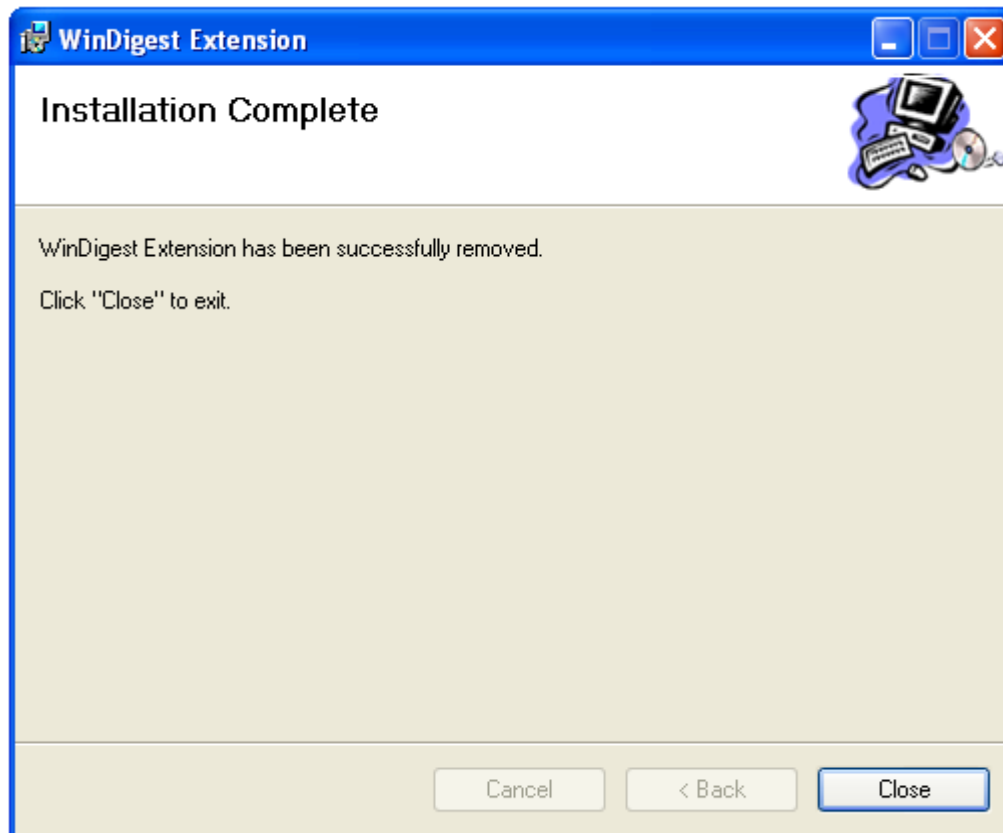 WinDigest Extension
Installation Complete
WinDigest Extension has been successfully removed.
Click "Close" to exit.
Cancel
< Back
Close